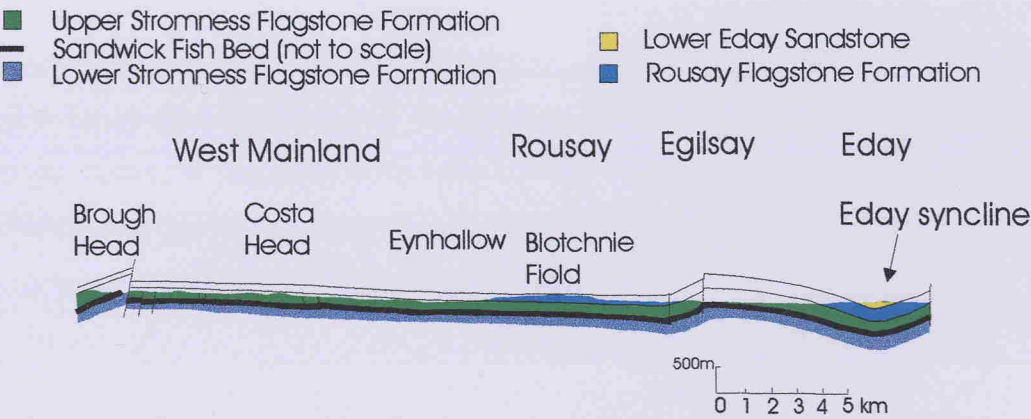 Upper Stromness Flagstone Formation
Sandwick Fish Bed (not to scale)
Lower Stromness Flagstone Formation
Lower Eday Sandstone
Rousay Flagstone Formation
West Mainland
Rousay
Egilsay
Eday
Brough
Head
Costa
Head
Eynhallow
Blotchnie
Fiold
Eday syncline
500m
0 1 2 3 4 5 km